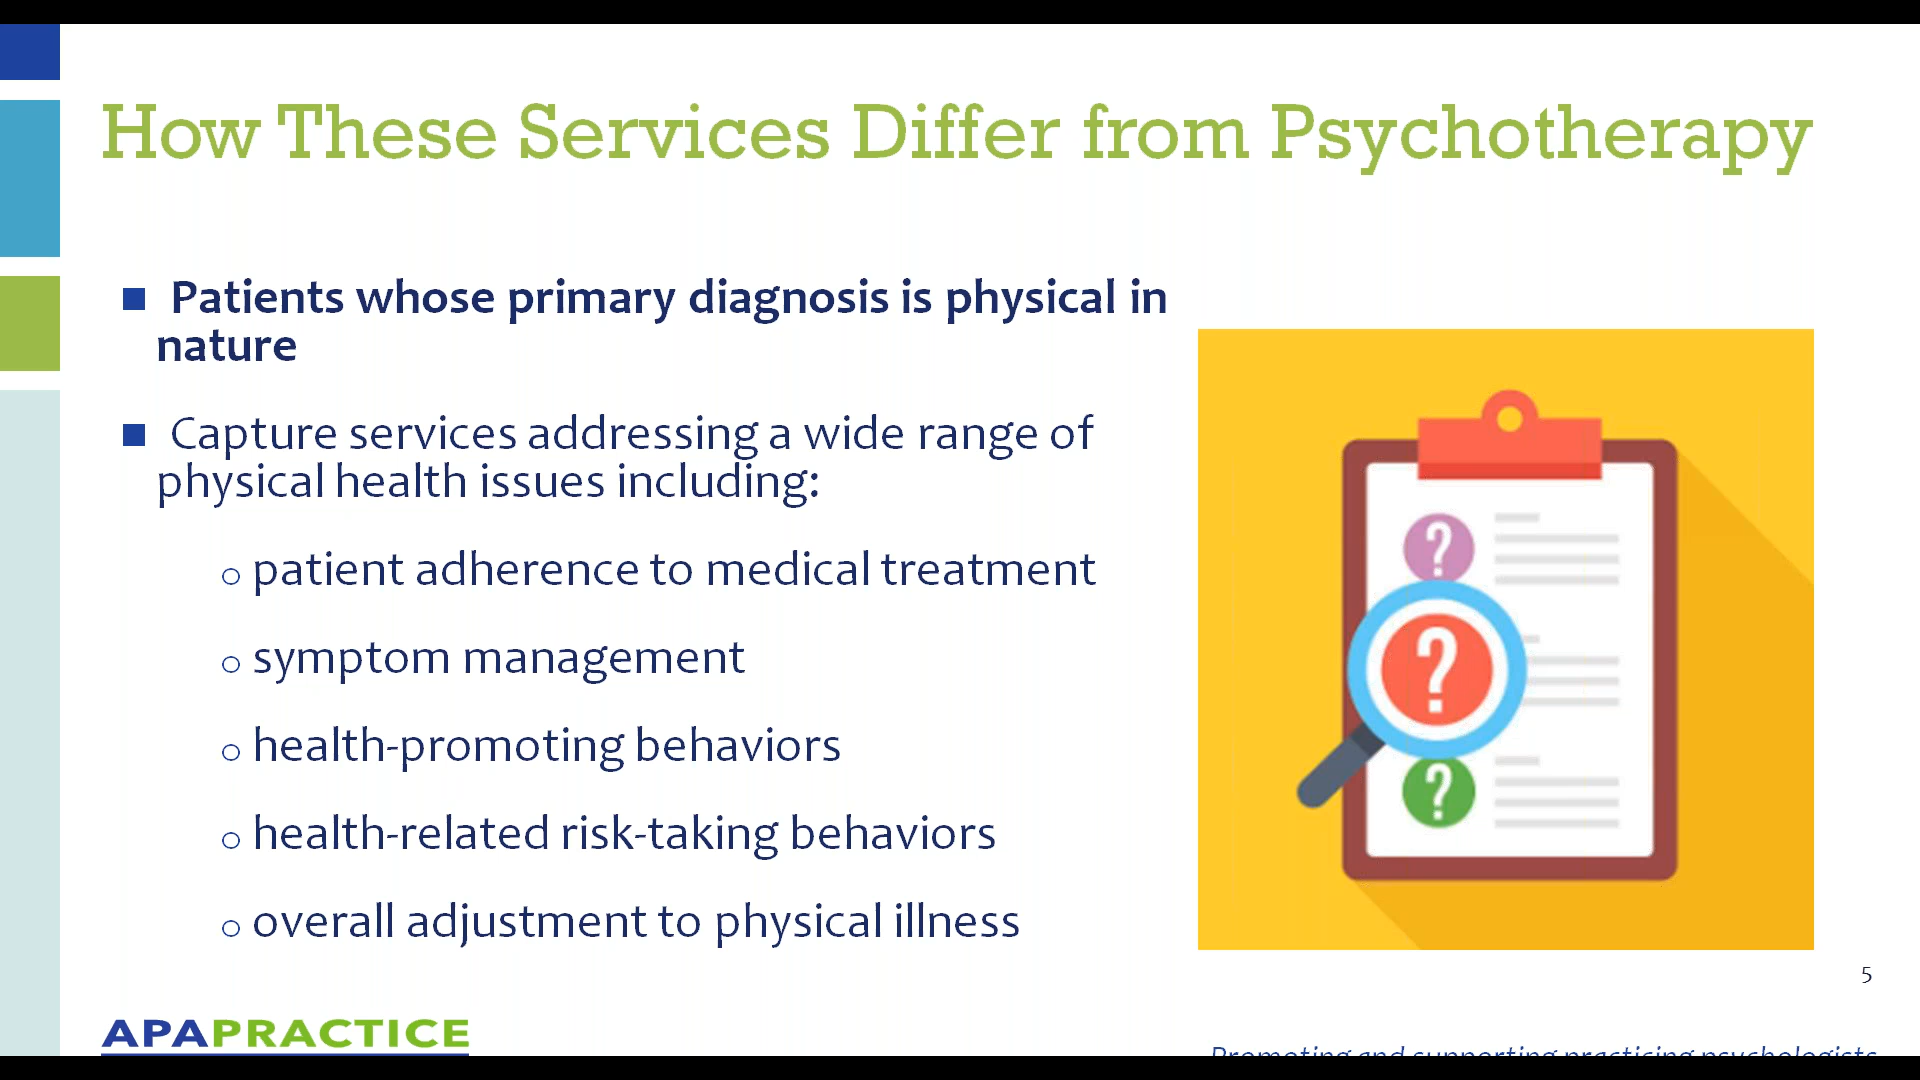 How These Services Differ from Psychotherapy
■ Patients whose primary diagnosis is physical in
nature
■ Capture services addressing a wide range of
physical health issues including:
o patient adherence to medical treatment
o symptom management
o health-promoting behaviors
o health-related risk-taking behaviors
o overall adjustment to physical illness
?
?
?
5
APAPRACTICE
Promoting and supporting practicing psychologists